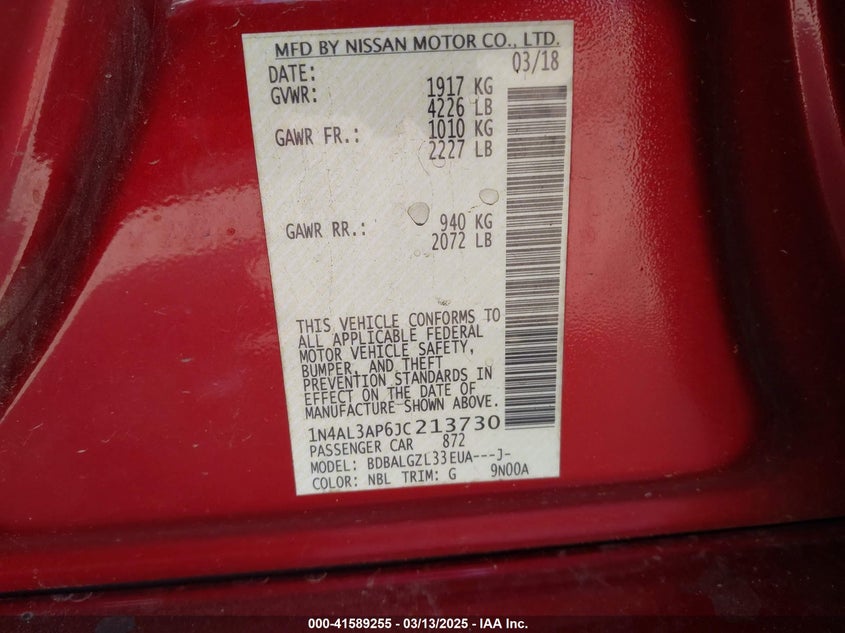 MFD BY NISSAN MOTOR CO., LTD.
DATE: 03/18
GVWR: 1917 KG
4226 LB
GAWR FR.: 1010 KG
2227 LB
GAWR RR.: 940 KG
2072 LB
THIS VEHICLE CONFORMS TO
ALL APPLICABLE FEDERAL
MOTOR VEHICLE SAFETY,
BUMPER, AND THEFT
PREVENTION STANDARDS IN
EFFECT ON THE DATE OF
MANUFACTURE SHOWN ABOVE.
1N4AL3AP6JC213730
PASSENGER CAR 872
MODEL: BDBALGZL33EUA---J-
COLOR: NBL TRIM: G 9N00A
000-41589255 - 03/13/2025 - IAA Inc.